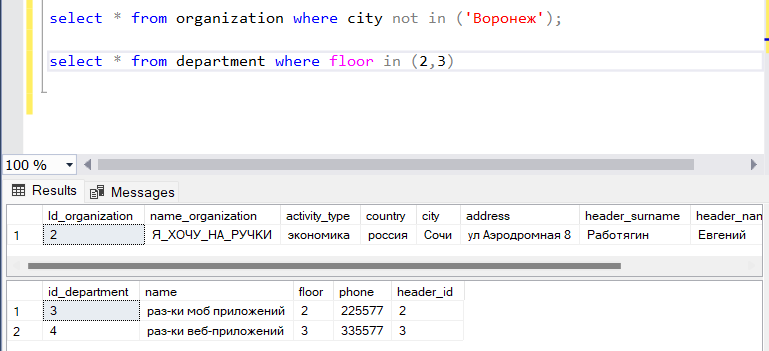 select * from organization where city not in ('Воронеж');
select * from department where floor in (2,3)
100 %
Results Messages
Id_organization name_organization activity_type country city address header_surname header_nam
1 2 Я_ХОЧУ_НА_РУЧКИ экономика россия Сочи ул Аэродромная 8 Работягин Евгений
id_department name floor phone header_id
1 3 раз-ки моб приложений 2 225577 2
2 4 раз-ки веб-приложений 3 335577 3